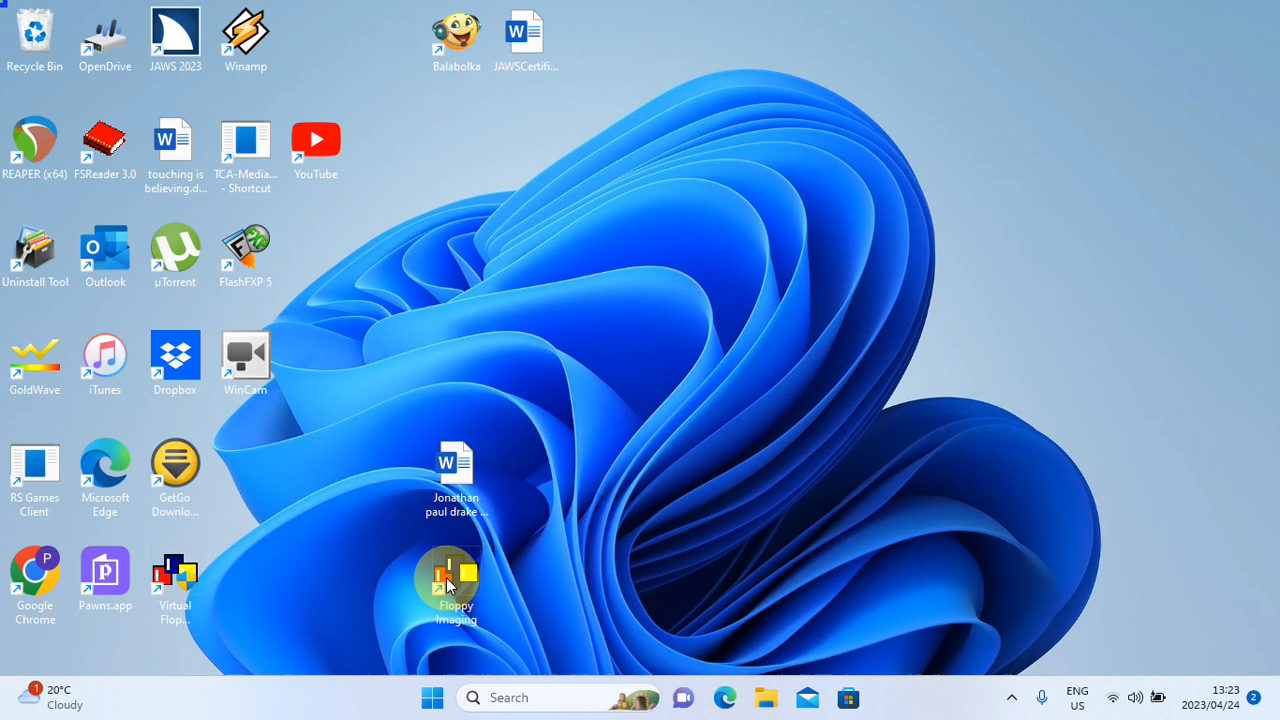 Recycle Bin
OpenDrive
JAWS 2023
Winamp
Balabolka
JAWSCertifi...
REAPER (x64)
FSReader 3.0
touching is
believing.d...
TCA-Media...
- Shortcut
YouTube
Uninstall Tool
Outlook
µTorrent
FlashFXP 5
GoldWave
iTunes
Dropbox
WinCam
RS Games
Client
Microsoft
Edge
GetGo
Downlo...
Jonathan
paul drake ...
Google
Chrome
Pawns.app
Virtual
Flop...
Floppy
Imaging
1
20°C
Cloudy
Search
ENG
US
13:23
2023/04/24
2